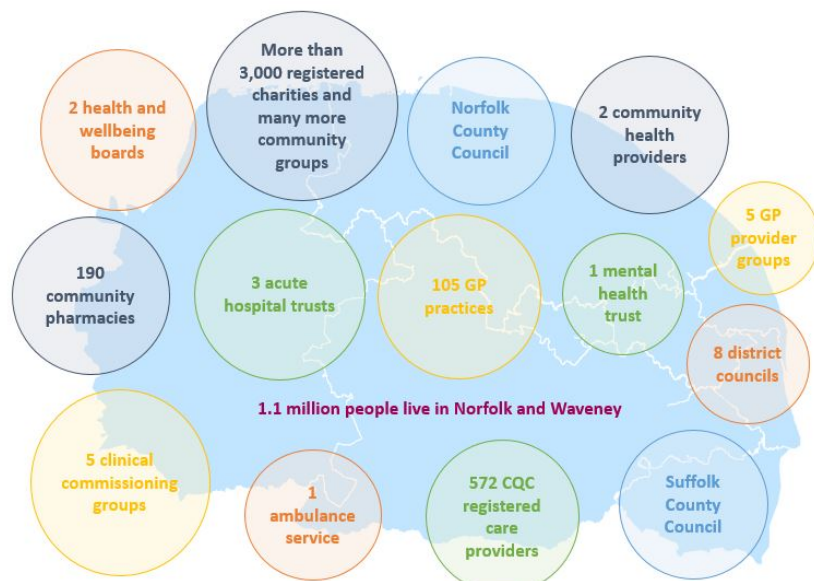 2 health and
wellbeing
boards
More than
3,000 registered
charities and
many more
community
groups
Norfolk
County
Council
2 community
health
providers
5 GP
provider
groups
190
community
pharmacies
3 acute
hospital trusts
105 GP
practices
1 mental
health
trust
8 district
councils
1.1 million people live in Norfolk and Waveney
5 clinical
commissioning
groups
1
ambulance
service
572 CQC
registered
care
providers
Suffolk
County
Council